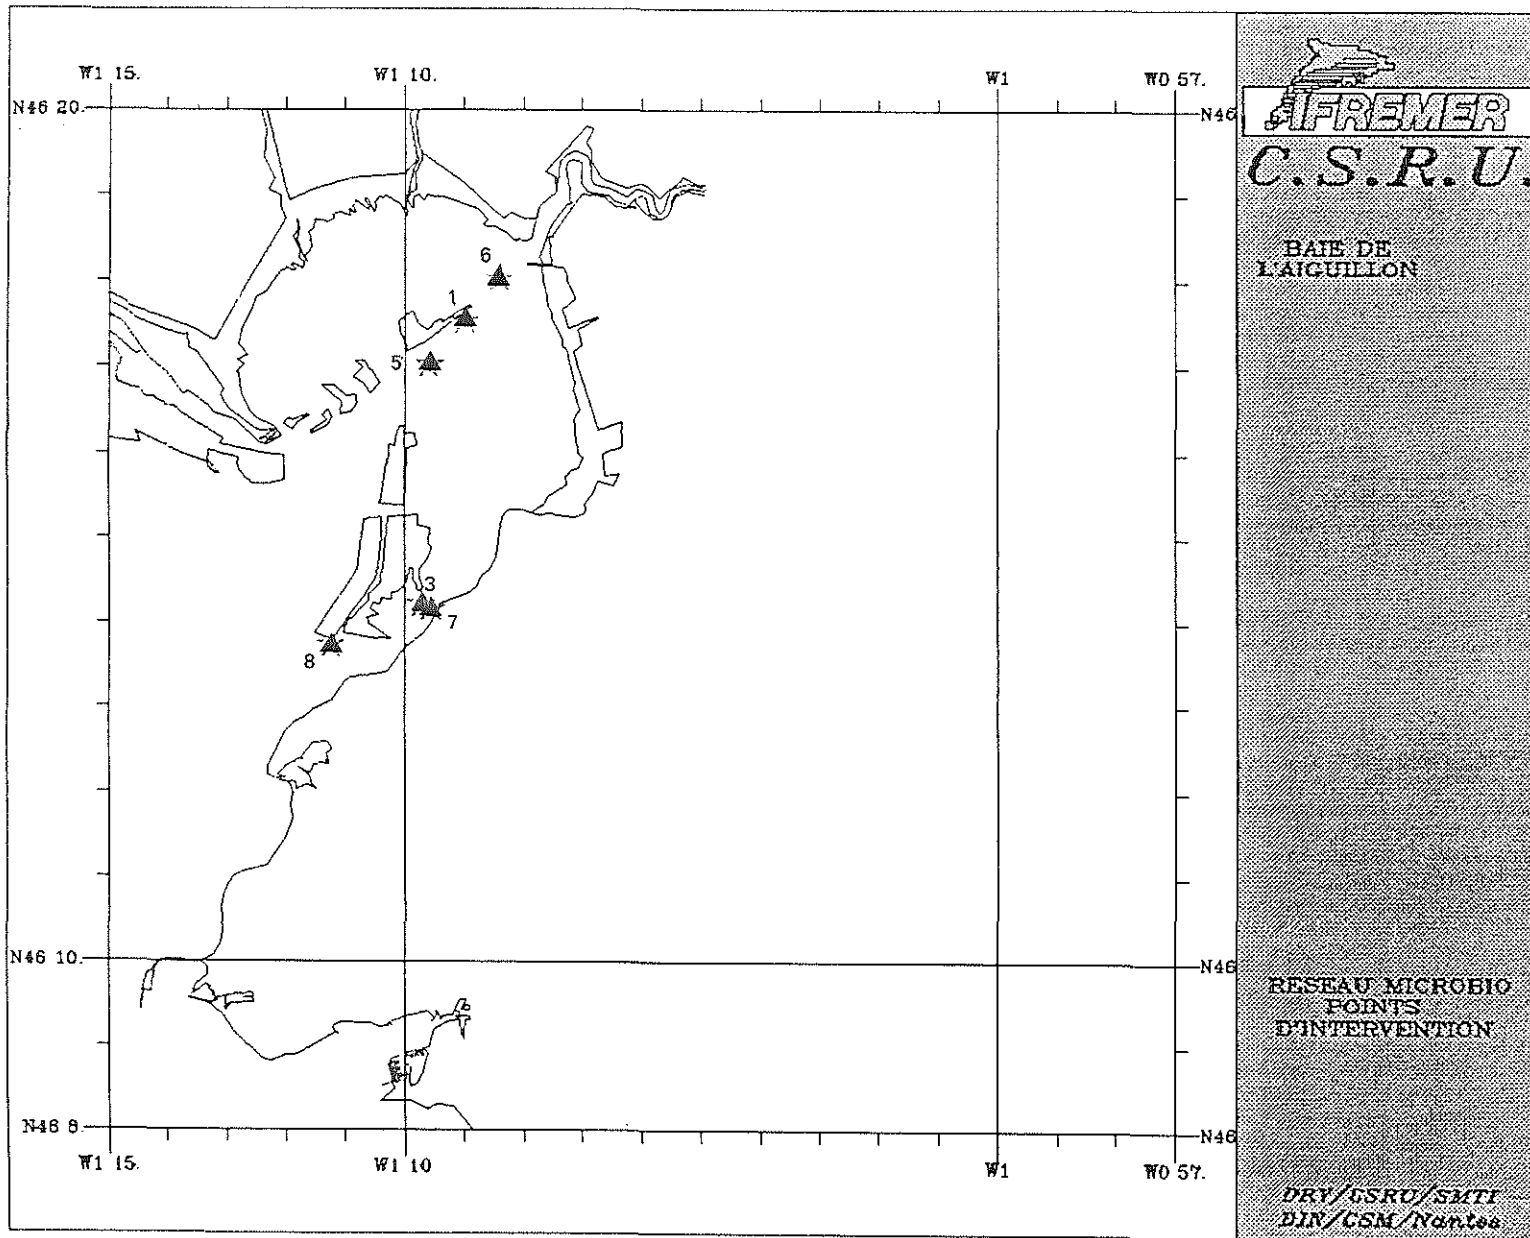 W1 15.
W1 10.
W1
W0 57.
N46 20.
N46
IFREMER
C.S.R.U.
BAIE DE
L'AIGUILLON
6
1
5
3
7
8
N46 10.
N46
RESEAU MICROBIO
POINTS
D'INTERVENTION
N46 8.
N46
W1 15.
W1 10
W1
W0 57.
DRV/CSRU/SMTI
DIN/CSM/Nantes